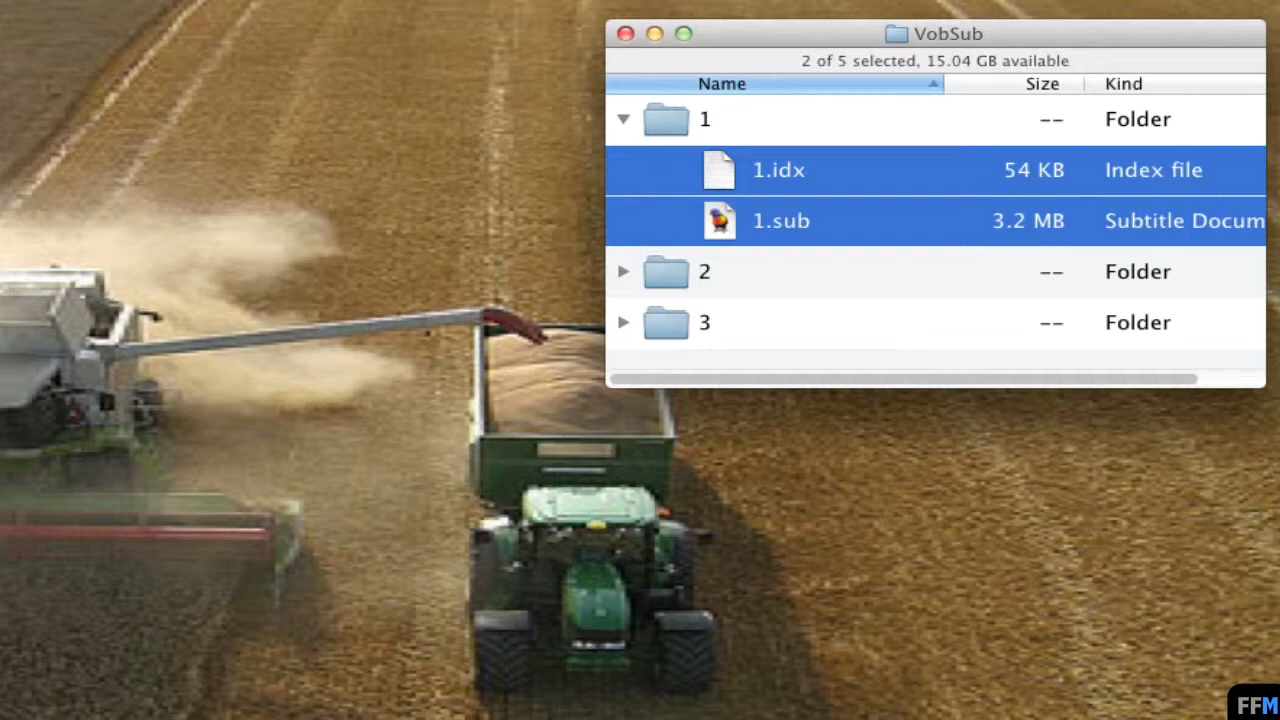 VobSub
2 of 5 selected, 15.04 GB available
Name Size Kind
1 -- Folder
1.idx 54 KB Index file
1.sub 3.2 MB Subtitle Docum
2 -- Folder
3 -- Folder
FFM